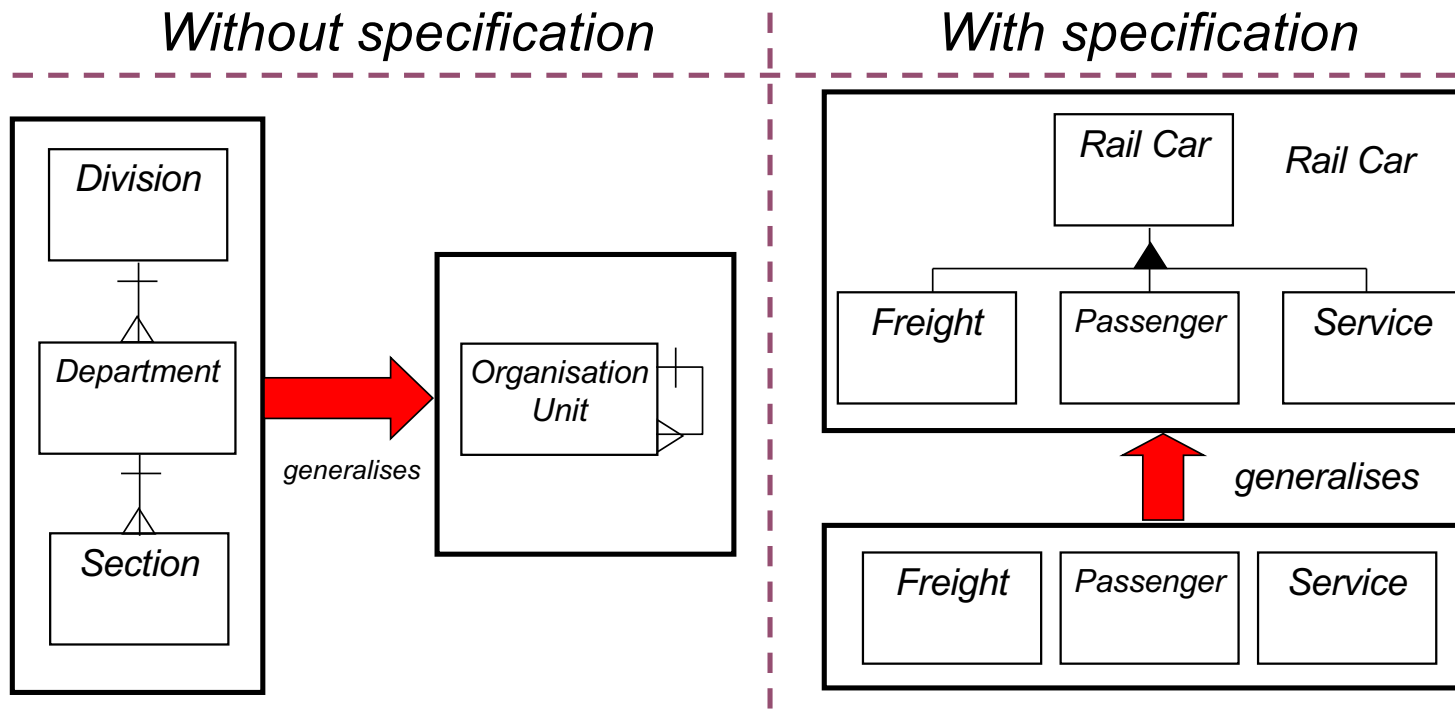 Without specification
With specification
Division
Department
Section
generalises
Organisation
Unit
Rail Car
Rail Car
Freight
Passenger
Service
generalises
Freight
Passenger
Service